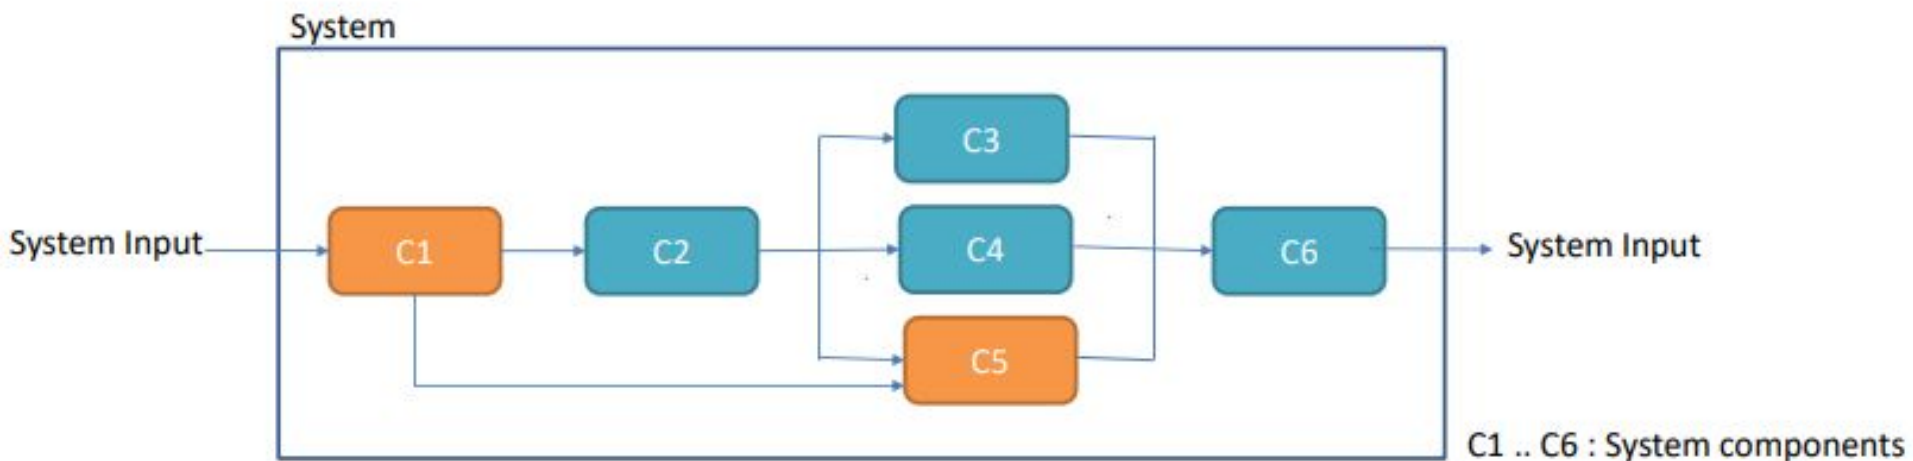 System
C3
System Input
C1
C2
C4
C6
System Input
C5
C1 .. C6 : System components